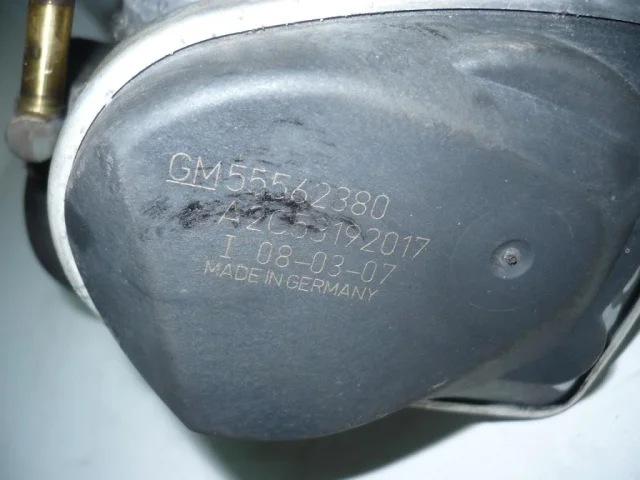 GM55562380
A2C53192017
I 08-03-07
MADE IN GERMANY